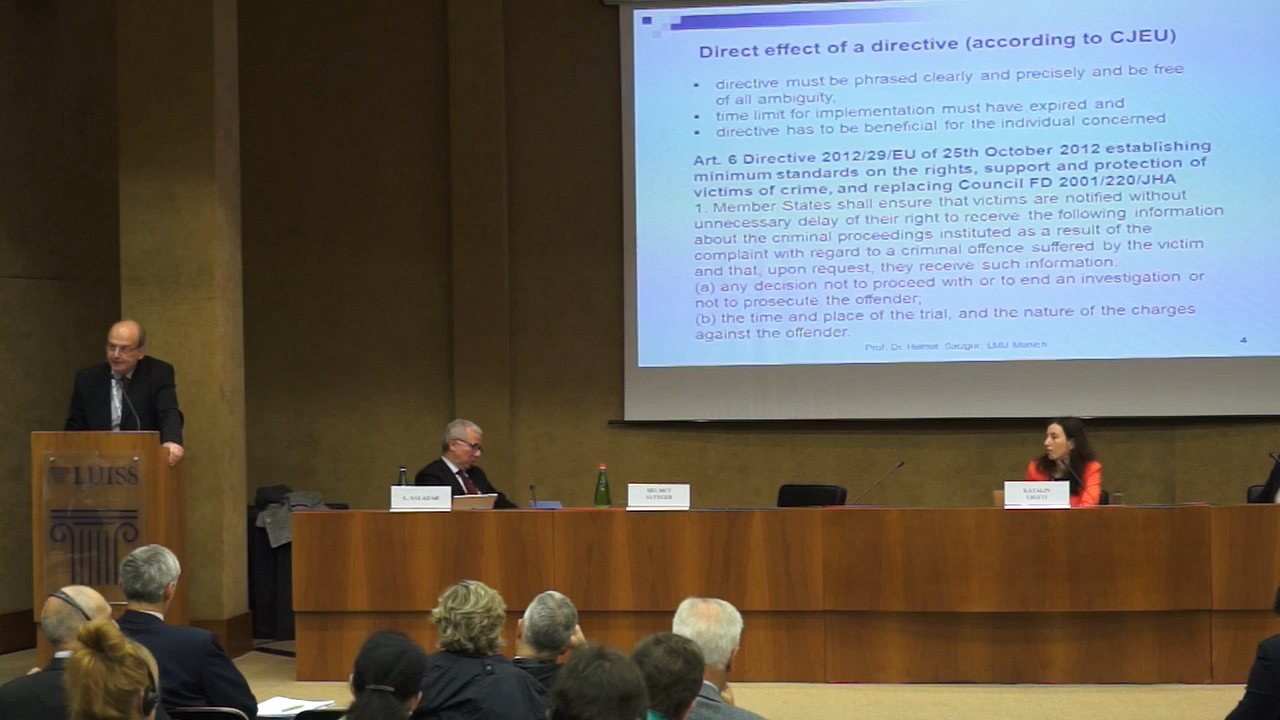 Direct effect of a directive (according to CJEU)
▪ directive must be phrased clearly and precisely and be free
of all ambiguity,
▪ time limit for implementation must have expired and
▪ directive has to be beneficial for the individual concerned
Art. 6 Directive 2012/29/EU of 25th October 2012 establishing
minimum standards on the rights, support and protection of
victims of crime, and replacing Council FD 2001/220/JHA
1. Member States shall ensure that victims are notified without
unnecessary delay of their right to receive the following information
about the criminal proceedings instituted as a result of the
complaint with regard to a criminal offence suffered by the victim
and that, upon request, they receive such information:
(a) any decision not to proceed with or to end an investigation or
not to prosecute the offender;
(b) the time and place of the trial, and the nature of the charges
against the offender.
Prof. Dr. Helmut Satzger, LMU Munich
4
LUISS
L. SALAZAR
HELMUT
SATZGER
KATALIN
LIGETI